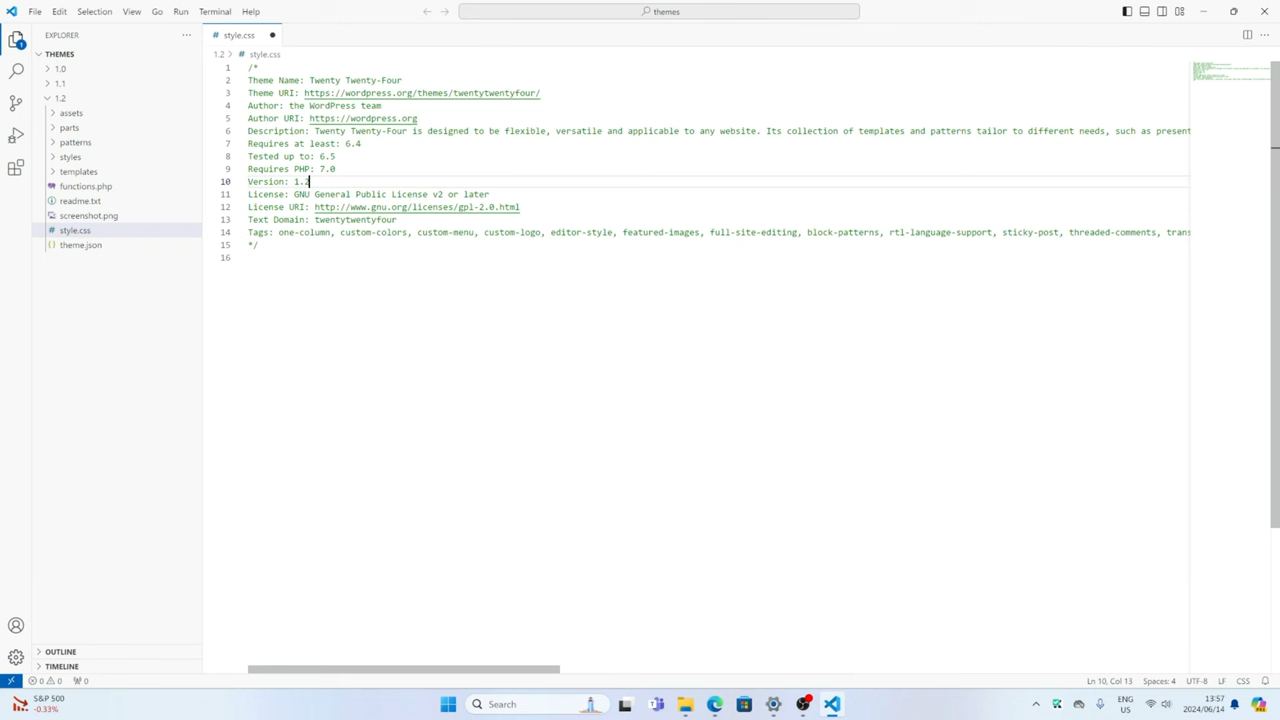 File Edit Selection View Go Run Terminal Help
themes
EXPLORER
style.css
THEMES
1.2 > style.css
1.0
1.1
1.2
assets
parts
patterns
styles
templates
functions.php
readme.txt
screenshot.png
style.css
theme.json
1 /*
2 Theme Name: Twenty Twenty-Four
3 Theme URI: https://wordpress.org/themes/twentytwentyfour/
4 Author: the WordPress team
5 Author URI: https://wordpress.org
6 Description: Twenty Twenty-Four is designed to be flexible, versatile and applicable to any website. Its collection of templates and patterns tailor to different needs, such as present
7 Requires at least: 6.4
8 Tested up to: 6.5
9 Requires PHP: 7.0
10 Version: 1.2
11 License: GNU General Public License v2 or later
12 License URI: http://www.gnu.org/licenses/gpl-2.0.html
13 Text Domain: twentytwentyfour
14 Tags: one-column, custom-colors, custom-menu, custom-logo, editor-style, featured-images, full-site-editing, block-patterns, rtl-language-support, sticky-post, threaded-comments, trans
15 */
16
OUTLINE
TIMELINE
0 0 0
Ln 10, Col 13 Spaces: 4 UTF-8 LF CSS
S&P 500
-0.33%
Search
ENG
US
13:57
2024/06/14